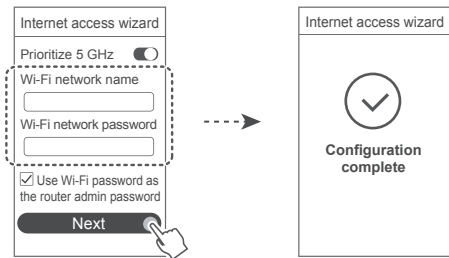 Internet access wizard
Prioritize 5 GHz
Wi-Fi network name
Wi-Fi network password
Use Wi-Fi password as
the router admin password
Next
Internet access wizard
Configuration
complete